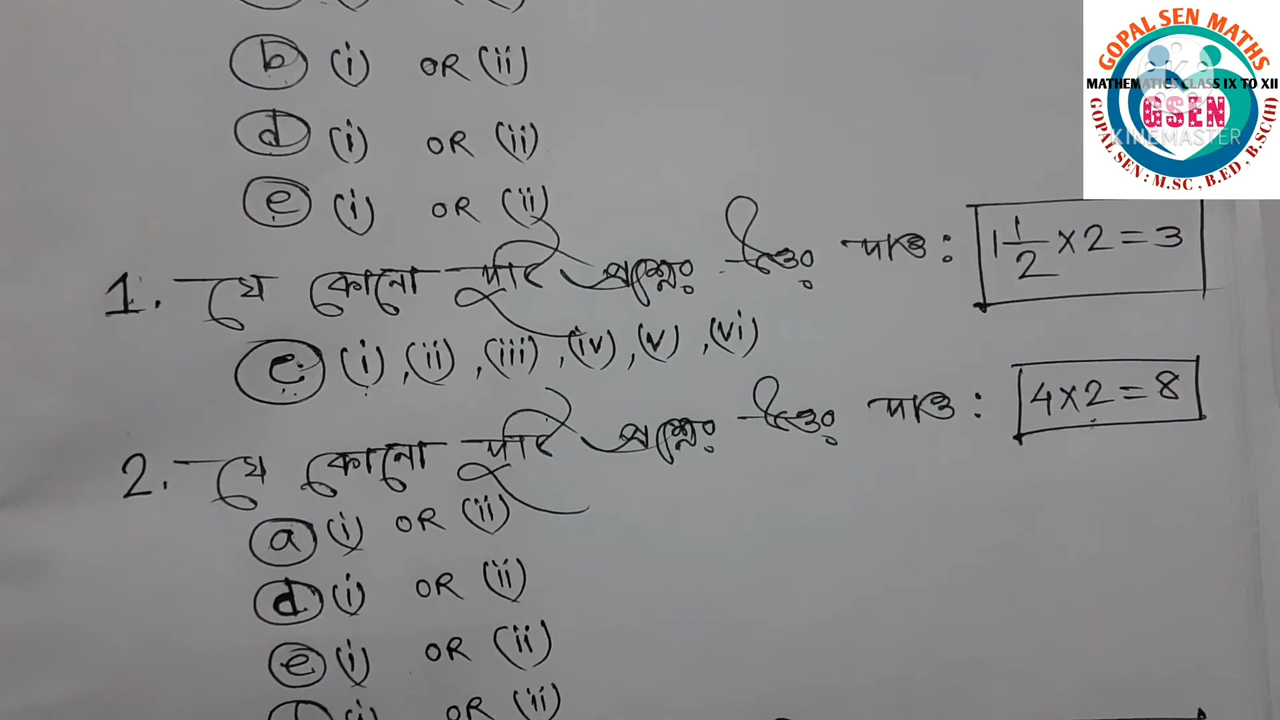 b (i) OR (ii)
d (i) OR (ii)
e (i) OR (ii)
1. যে কোনো দুটি প্রশ্নের উত্তর দাও : 1 1/2 × 2 = 3
c (i), (ii), (iii), (iv), (v), (vi)
2. যে কোনো দুটি প্রশ্নের উত্তর দাও : 4×2=8
a (i) OR (ii)
d (i) OR (ii)
e (i) OR (ii)
(i) OR (ii)
GOPAL SEN MATHS
MATHEMATICS CLASS IX TO XII
GSEN
KINEMASTER
GOPAL SEN : M.SC , B.ED , B.SC(H)